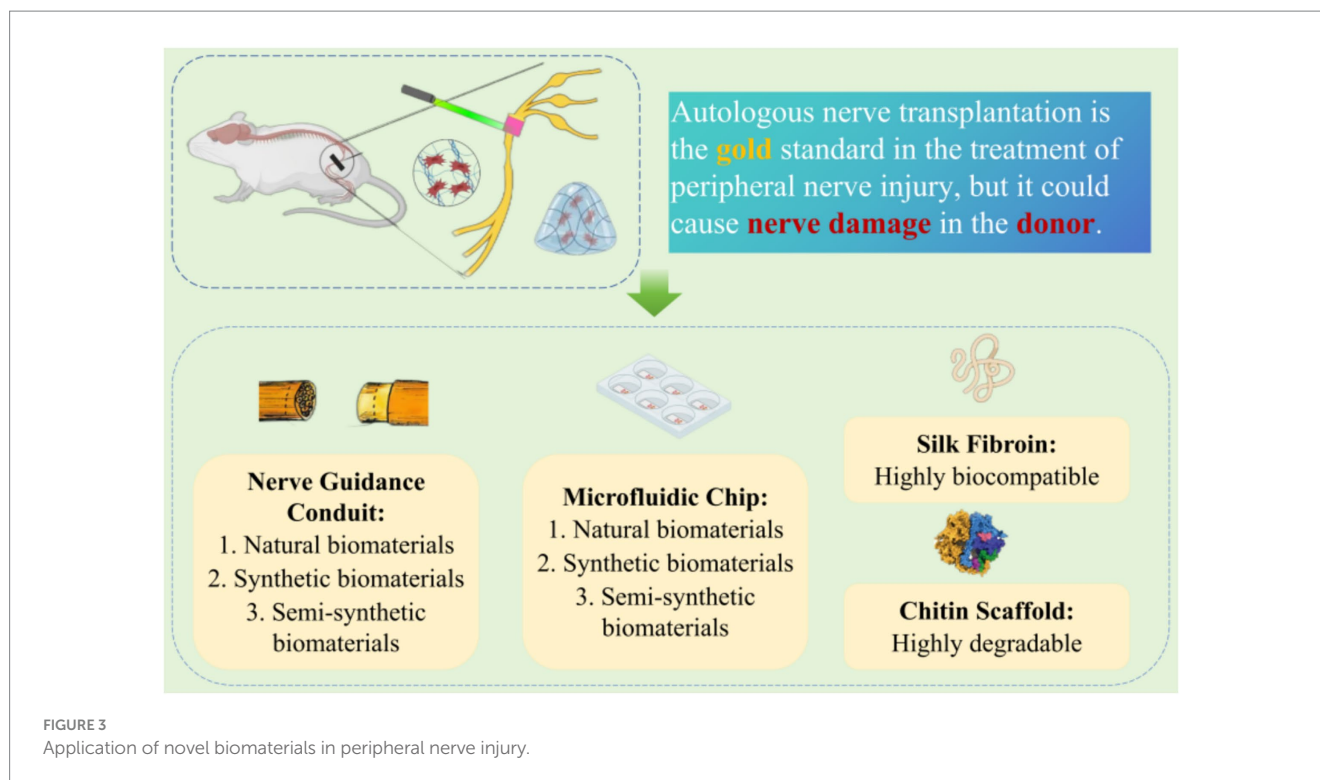 Autologous nerve transplantation is
the gold standard in the treatment of
peripheral nerve injury, but it could
cause nerve damage in the donor.
Nerve Guidance
Conduit:
1. Natural biomaterials
2. Synthetic biomaterials
3. Semi-synthetic
biomaterials
Microfluidic Chip:
1. Natural biomaterials
2. Synthetic biomaterials
3. Semi-synthetic
biomaterials
Silk Fibroin:
Highly biocompatible
Chitin Scaffold:
Highly degradable
FIGURE 3
Application of novel biomaterials in peripheral nerve injury.